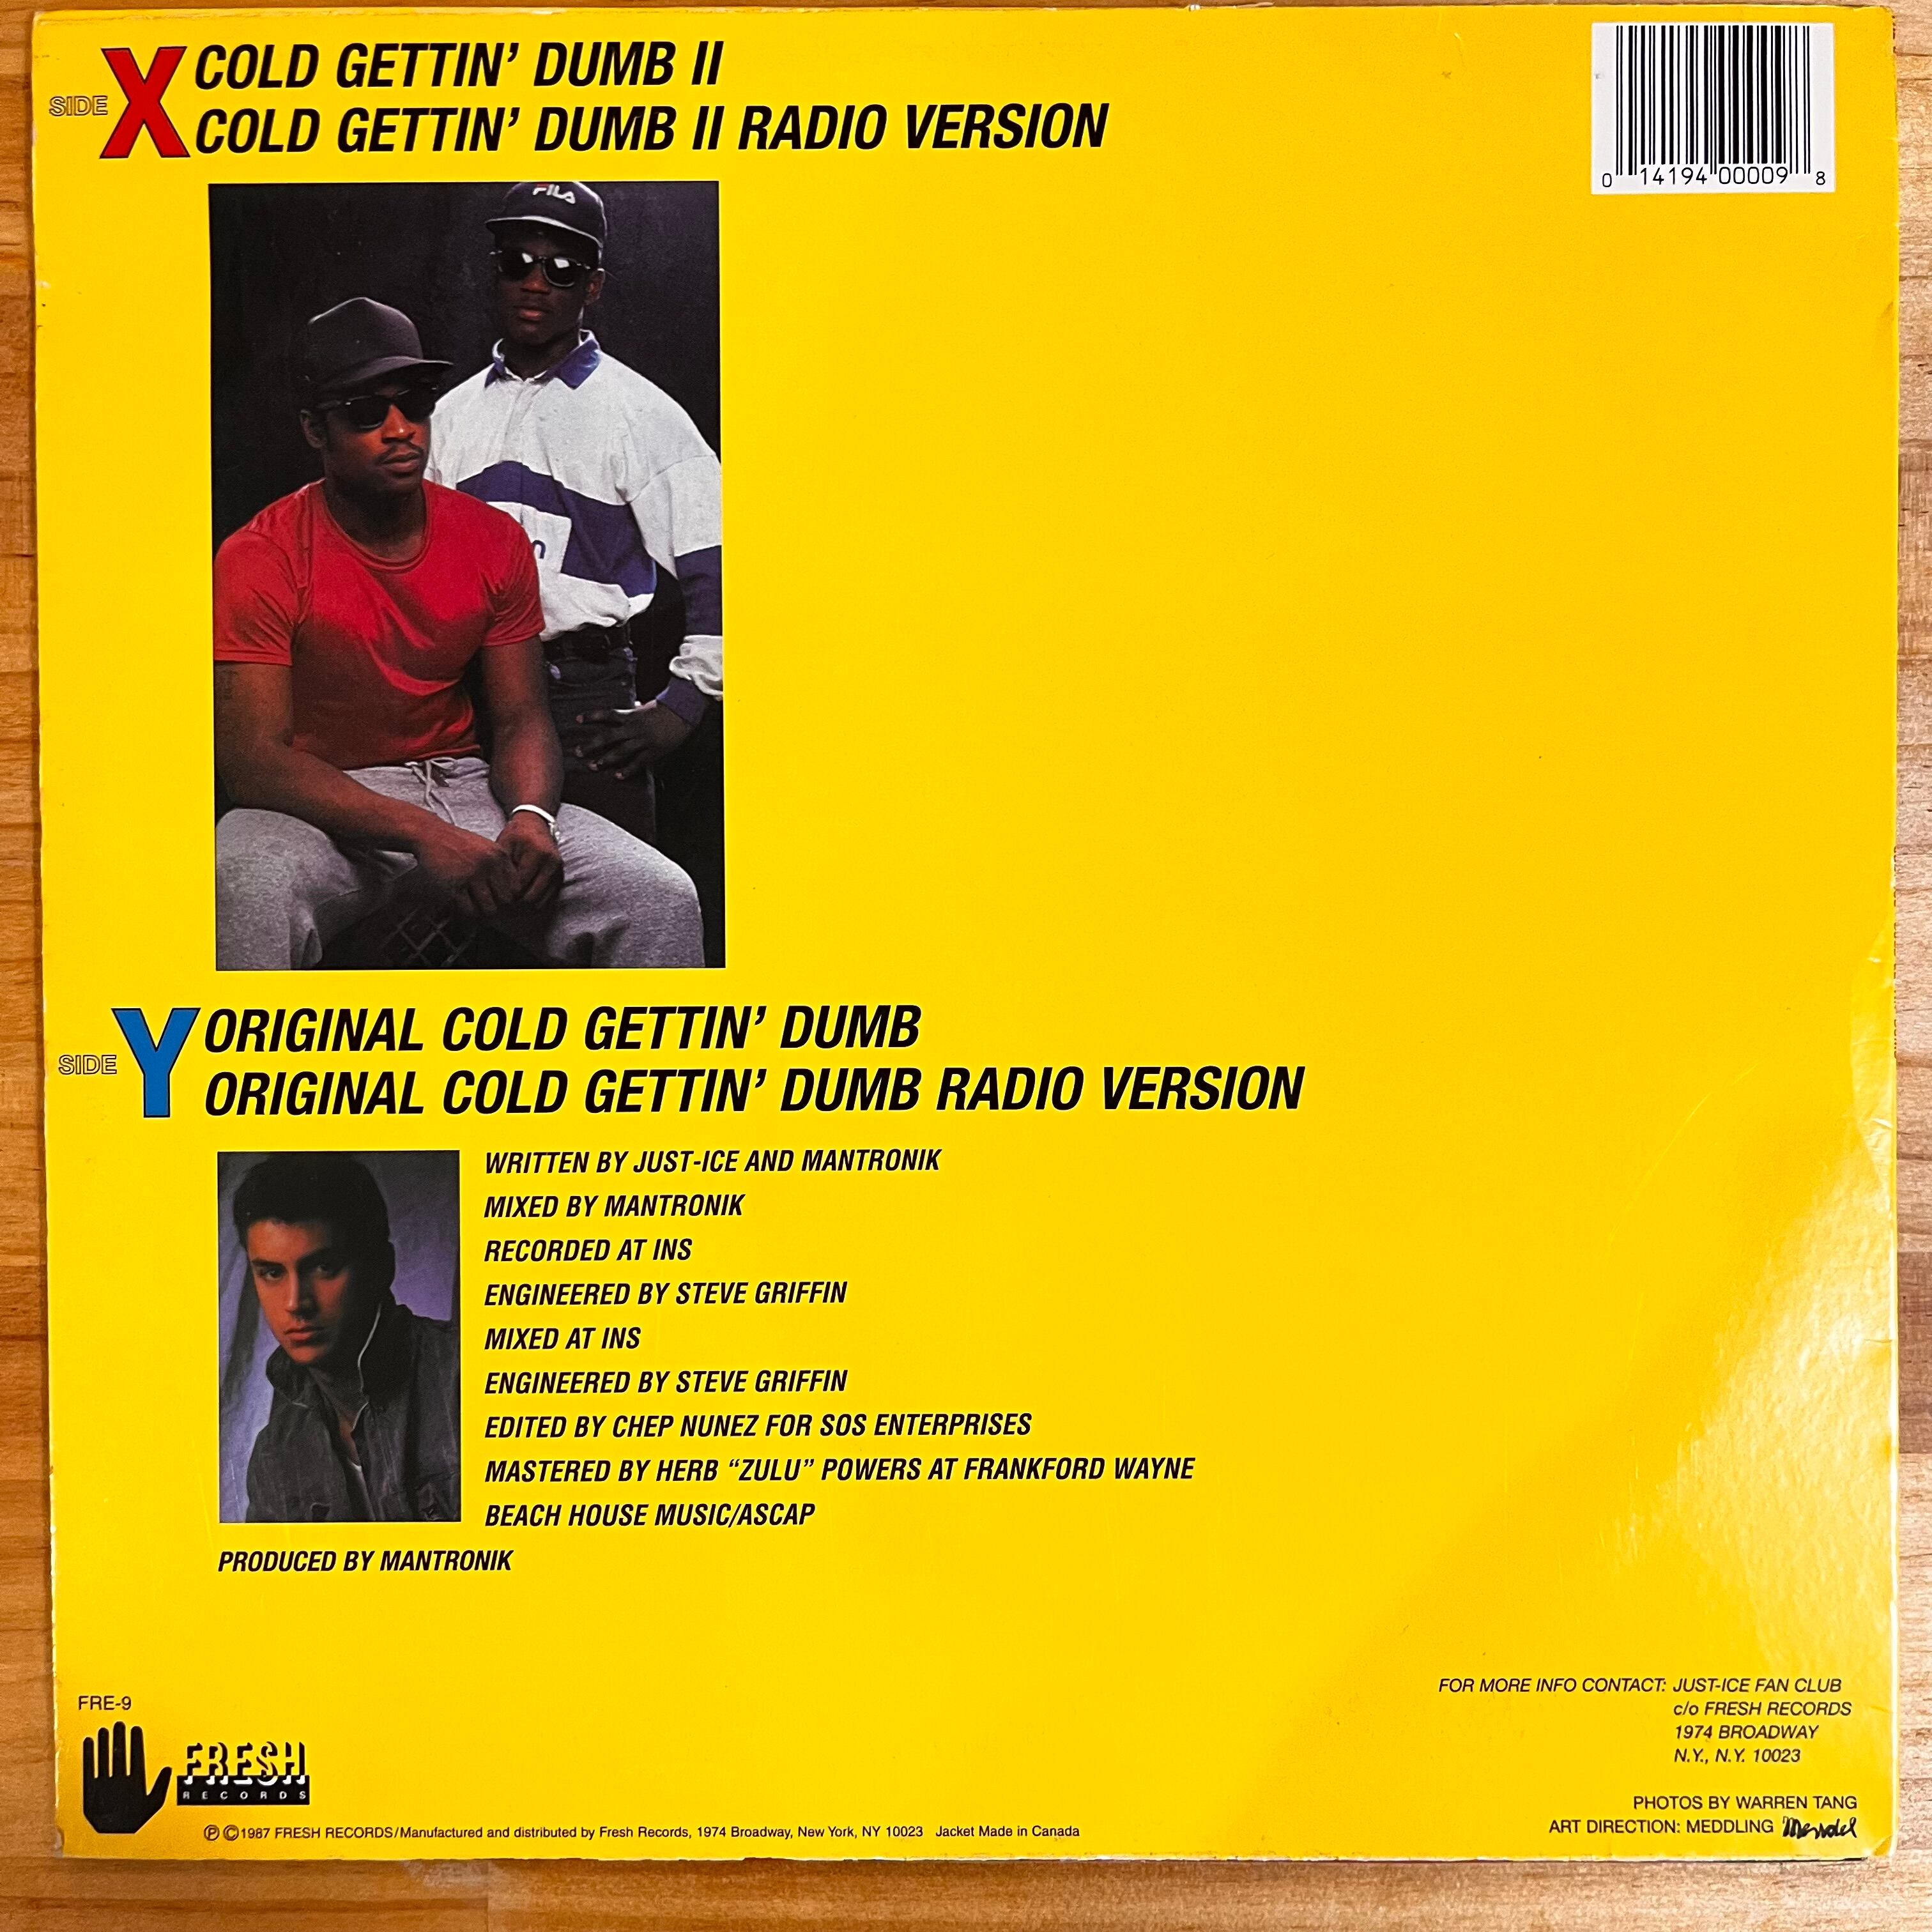 SIDE X COLD GETTIN' DUMB II
COLD GETTIN' DUMB II RADIO VERSION
0 14194 00009 8
FILA
SIDE Y ORIGINAL COLD GETTIN' DUMB
ORIGINAL COLD GETTIN' DUMB RADIO VERSION
WRITTEN BY JUST-ICE AND MANTRONIK
MIXED BY MANTRONIK
RECORDED AT INS
ENGINEERED BY STEVE GRIFFIN
MIXED AT INS
ENGINEERED BY STEVE GRIFFIN
EDITED BY CHEP NUNEZ FOR SOS ENTERPRISES
MASTERED BY HERB “ZULU” POWERS AT FRANKFORD WAYNE
BEACH HOUSE MUSIC/ASCAP
PRODUCED BY MANTRONIK
FRE-9
FRESH
RECORDS
℗ ©1987 FRESH RECORDS/Manufactured and distributed by Fresh Records, 1974 Broadway, New York, NY 10023 Jacket Made in Canada
FOR MORE INFO CONTACT: JUST-ICE FAN CLUB
c/o FRESH RECORDS
1974 BROADWAY
N.Y., N.Y. 10023
PHOTOS BY WARREN TANG
ART DIRECTION: MEDDLING Mendel